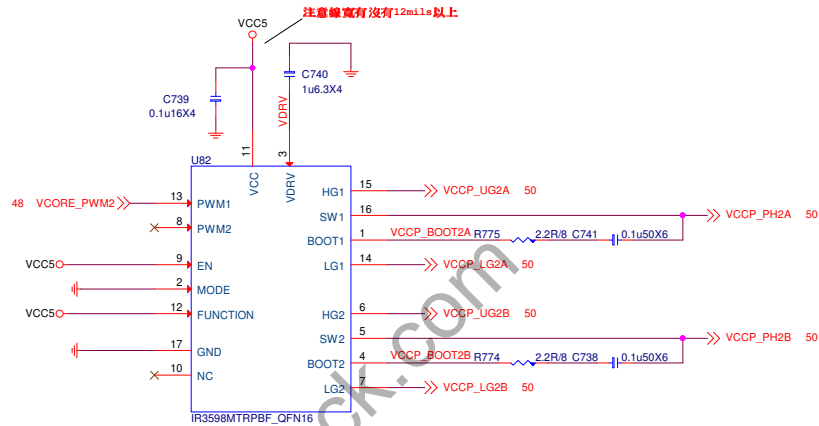 注意線寬有沒有12mils以上
VCC5
C740
1u6.3X4
C739
0.1u16X4
VDRV
11
3
U82
VCC
VDRV
48 VCORE_PWM2
13 PWM1
8 PWM2
VCC5
9 EN
2 MODE
VCC5
12 FUNCTION
17 GND
10 NC
HG1 15 VCCP_UG2A 50
SW1 16 VCCP_PH2A 50
BOOT1 1 VCCP_BOOT2A R775 2.2R/8 C741 0.1u50X6
LG1 14 VCCP_LG2A 50
HG2 6 VCCP_UG2B 50
SW2 5 VCCP_PH2B 50
BOOT2 4 VCCP_BOOT2B R774 2.2R/8 C738 0.1u50X6
LG2 7 VCCP_LG2B 50
IR3598MTRPBF_QFN16
ck.com